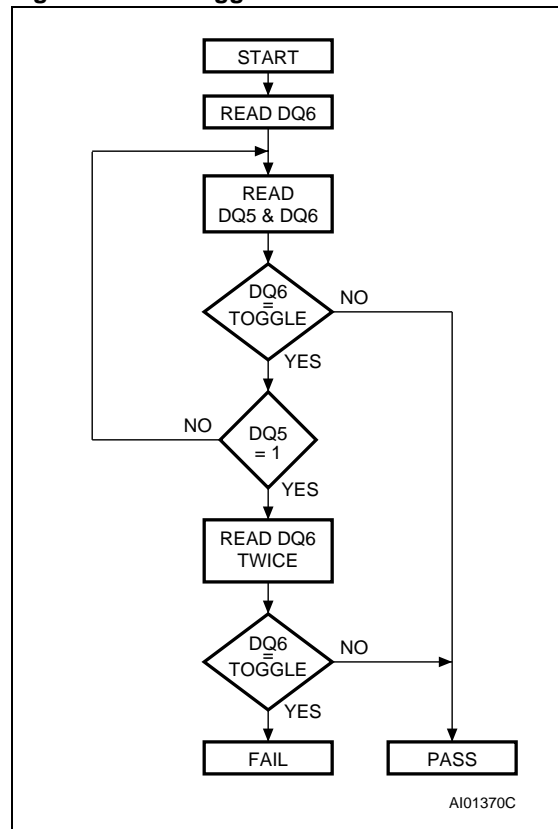 START
READ DQ6
READ
DQ5 & DQ6
DQ6
=
TOGGLE
NO
YES
NO
DQ5
= 1
YES
READ DQ6
TWICE
DQ6
=
TOGGLE
NO
YES
FAIL
PASS
AI01370C